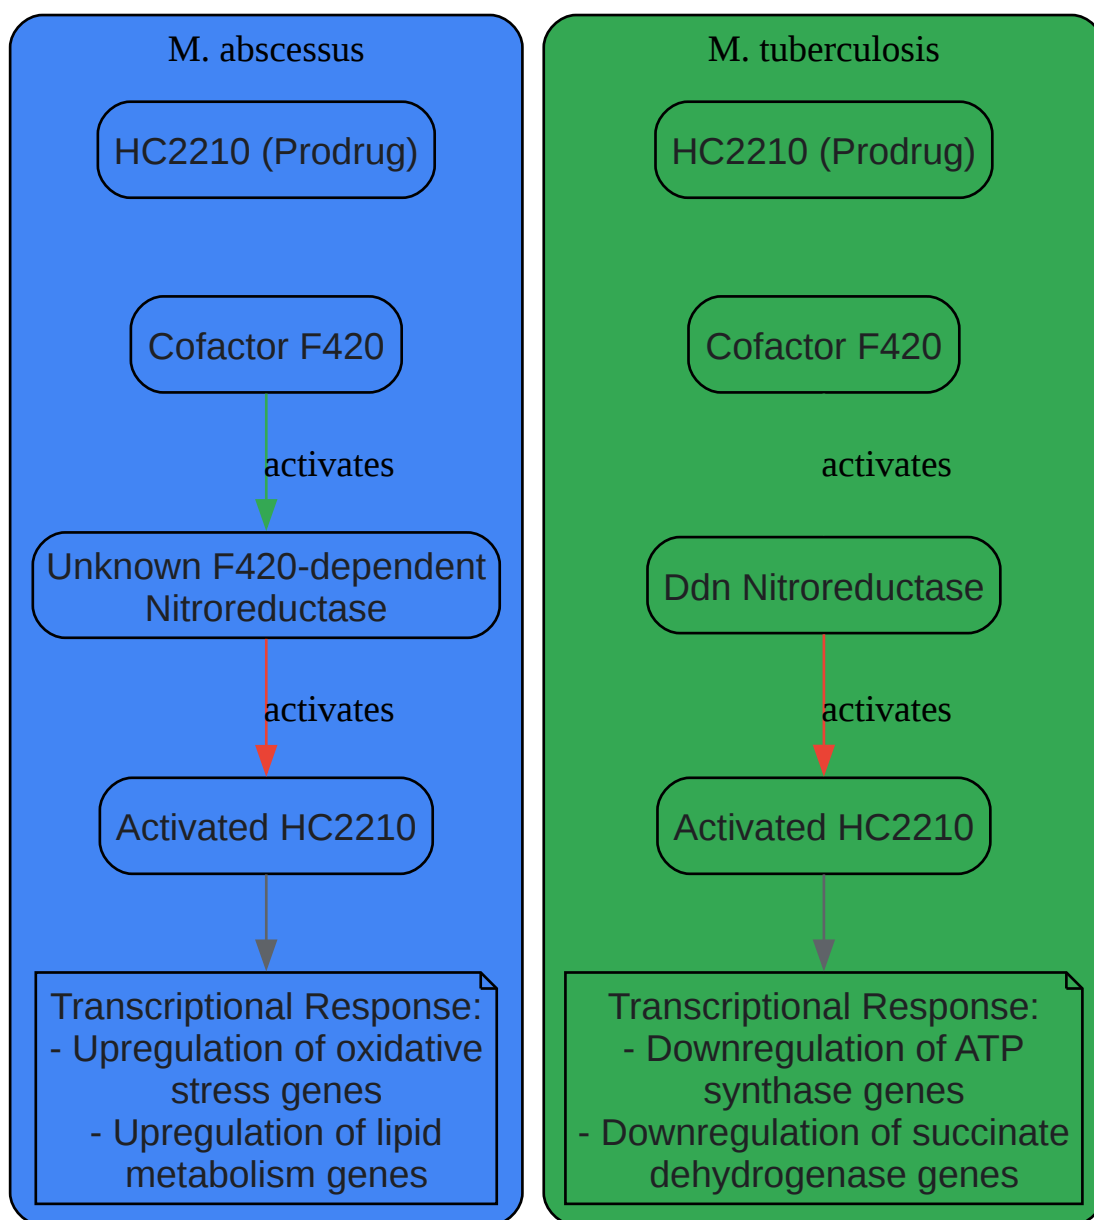 M. abscessus
HC2210 (Prodrug)
Cofactor F420
activates
Unknown F420-dependent
Nitroreductase
activates
Activated HC2210
Transcriptional Response:
- Upregulation of oxidative
stress genes
- Upregulation of lipid
metabolism genes
M. tuberculosis
HC2210 (Prodrug)
Cofactor F420
activates
Ddn Nitroreductase
activates
Activated HC2210
Transcriptional Response:
- Downregulation of ATP
synthase genes
- Downregulation of succinate
dehydrogenase genes